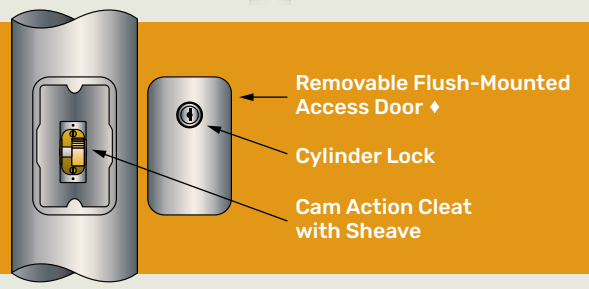 Removable Flush-Mounted
Access Door ♦
Cylinder Lock
Cam Action Cleat
with Sheave